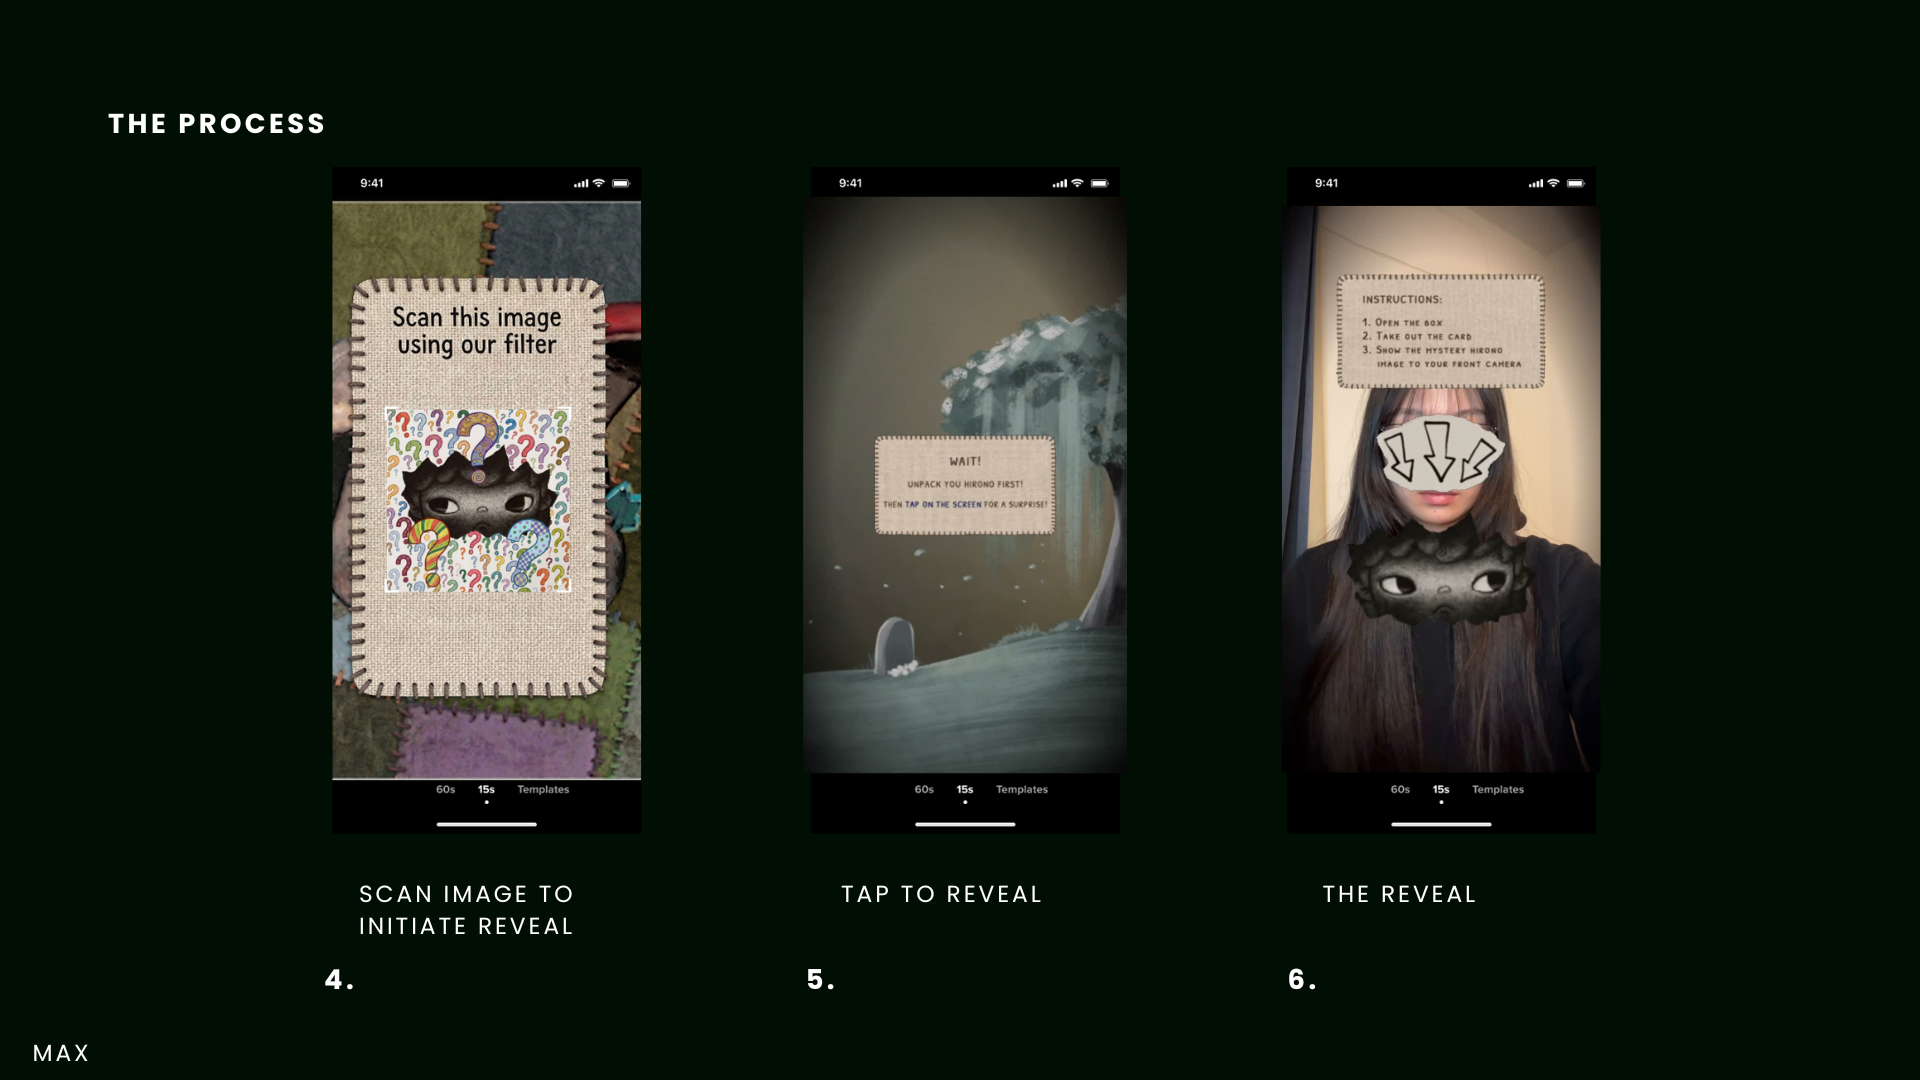 THE PROCESS
9:41
Scan this image
using our filter
60s 15s Templates
SCAN IMAGE TO
INITIATE REVEAL
4.
9:41
WAIT!
UNPACK YOU HIRONO FIRST!
THEN TAP ON THE SCREEN FOR A SURPRISE!
60s 15s Templates
TAP TO REVEAL
5.
9:41
INSTRUCTIONS:
1. OPEN THE BOX
2. TAKE OUT THE CARD
3. SHOW THE MYSTERY HIRONO
IMAGE TO YOUR FRONT CAMERA
60s 15s Templates
THE REVEAL
6.
MAX